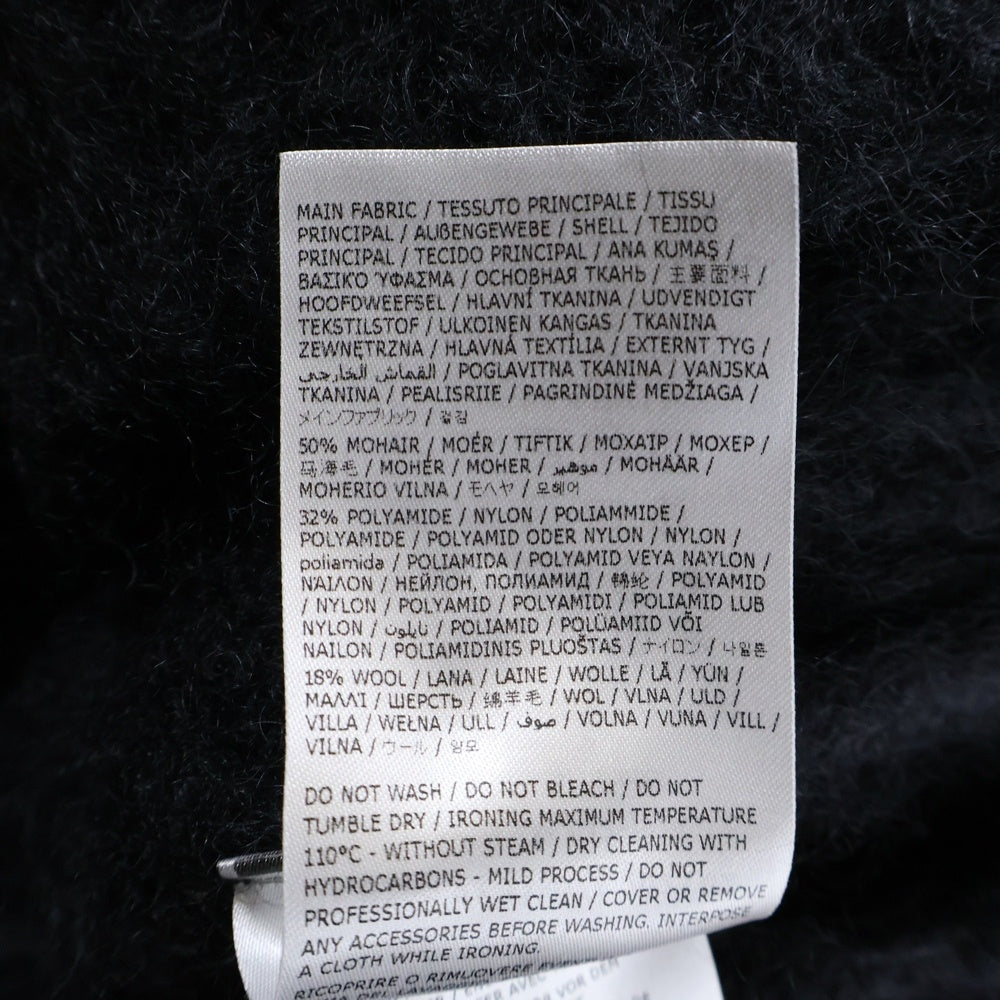 MAIN FABRIC / TESSUTO PRINCIPALE / TISSU
PRINCIPAL / AUßENGEWEBE / SHELL / TEJIDO
PRINCIPAL / TECIDO PRINCIPAL / ANA KUMAŞ /
ΒΑΣΙΚΌ ΎΦΑΣΜΑ / ОСНОВНАЯ ТКАНЬ / 主要面料 /
HOOFDWEEFSEL / HLAVNÍ TKANINA / UDVENDIGT
TEKSTILSTOF / ULKOINEN KANGAS / TKANINA
ZEWNĘTRZNA / HLAVNÁ TEXTÍLIA / EXTERNT TYG /
القماش الخارجي / POGLAVITNA TKANINA / VANJSKA
TKANINA / PEALISRIIE / PAGRINDINĖ MEDŽIAGA /
メインファブリック / 겉감
50% MOHAIR / MOÉR / TIFTIK / ΜΟΧΑΊΡ / МОХЕР /
马海毛 / MOHÉR / MOHER / موهير / MOHÄÄR /
MOHERIO VILNA / モヘヤ / 모헤어
32% POLYAMIDE / NYLON / POLIAMMIDE /
POLYAMIDE / POLYAMID ODER NYLON / NYLON /
poliamida / POLIAMIDA / POLYAMID VEYA NAYLON /
ΝΆΙΛΟΝ / НЕЙЛОН, ПОЛИАМИД / 锦纶 / POLYAMID
/ NYLON / POLYAMID / POLYAMIDI / POLIAMID LUB
NYLON / نايلون / POLIAMID / POLÜAMIID VÕI
NAILON / POLIAMIDINIS PLUOŠTAS / ナイロン / 나일론
18% WOOL / LANA / LAINE / WOLLE / LÃ / YÜN /
ΜΑΛΛΊ / ШЕРСТЬ / 绵羊毛 / WOL / VLNA / ULD /
VILLA / WEŁNA / ULL / صوف / VOLNA / VUNA / VILL /
VILNA / ウール / 양모
DO NOT WASH / DO NOT BLEACH / DO NOT
TUMBLE DRY / IRONING MAXIMUM TEMPERATURE
110°C - WITHOUT STEAM / DRY CLEANING WITH
HYDROCARBONS - MILD PROCESS / DO NOT
PROFESSIONALLY WET CLEAN / COVER OR REMOVE
ANY ACCESSORIES BEFORE WASHING. INTERPOSE
A CLOTH WHILE IRONING.
RICOPRIRE O RIMUOVERE